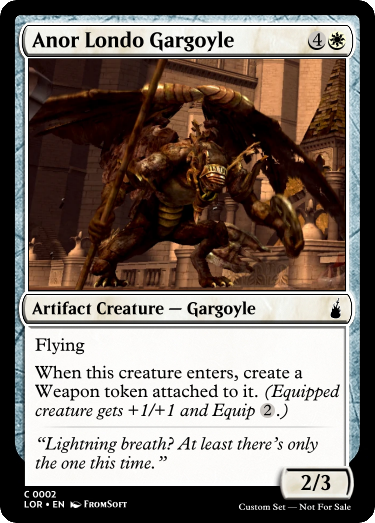 Anor Londo Gargoyle 4
Artifact Creature — Gargoyle
Flying
When this creature enters, create a
Weapon token attached to it. (Equipped
creature gets +1/+1 and Equip 2.)
“Lightning breath? At least there’s only
the one this time.”
2/3
C 0002
LOR • EN FROMSOFT
Custom Set — Not For Sale